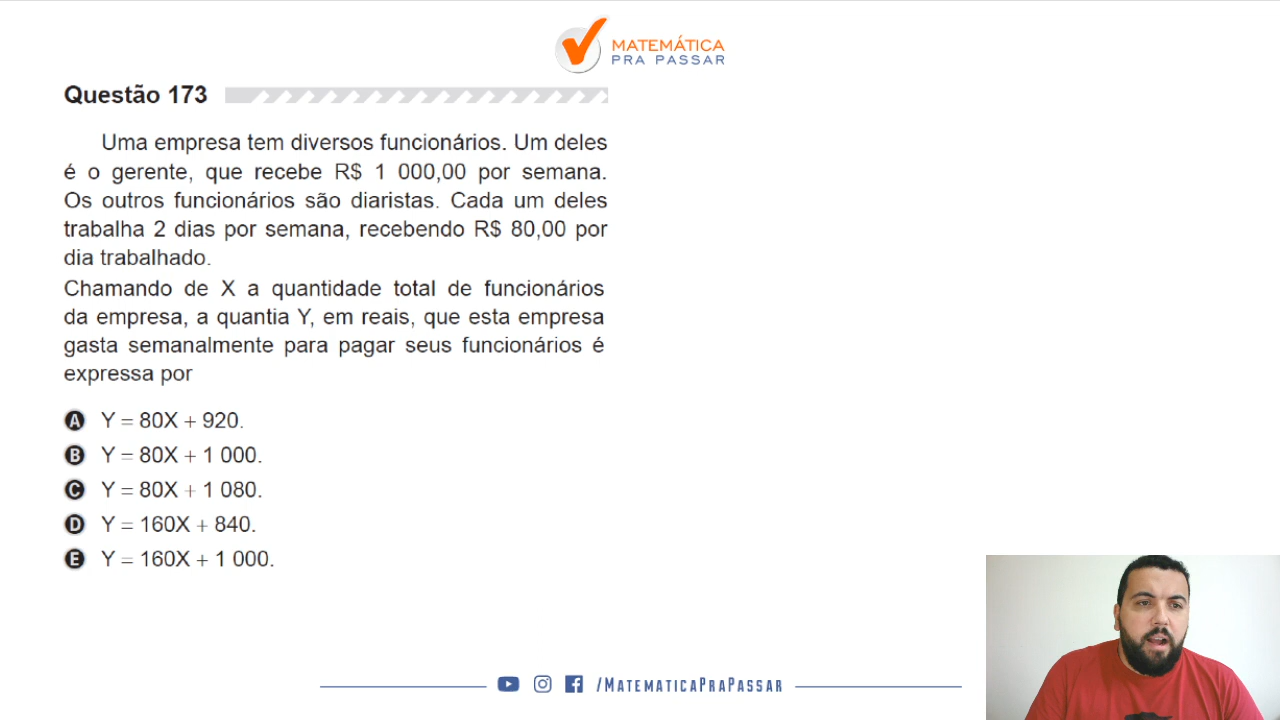 MATEMÁTICA
PRA PASSAR
Questão 173
Uma empresa tem diversos funcionários. Um deles
é o gerente, que recebe R$ 1 000,00 por semana.
Os outros funcionários são diaristas. Cada um deles
trabalha 2 dias por semana, recebendo R$ 80,00 por
dia trabalhado.
Chamando de X a quantidade total de funcionários
da empresa, a quantia Y, em reais, que esta empresa
gasta semanalmente para pagar seus funcionários é
expressa por
A Y = 80X + 920.
B Y = 80X + 1 000.
C Y = 80X + 1 080.
D Y = 160X + 840.
E Y = 160X + 1 000.
/MATEMATICAPRAPASSAR